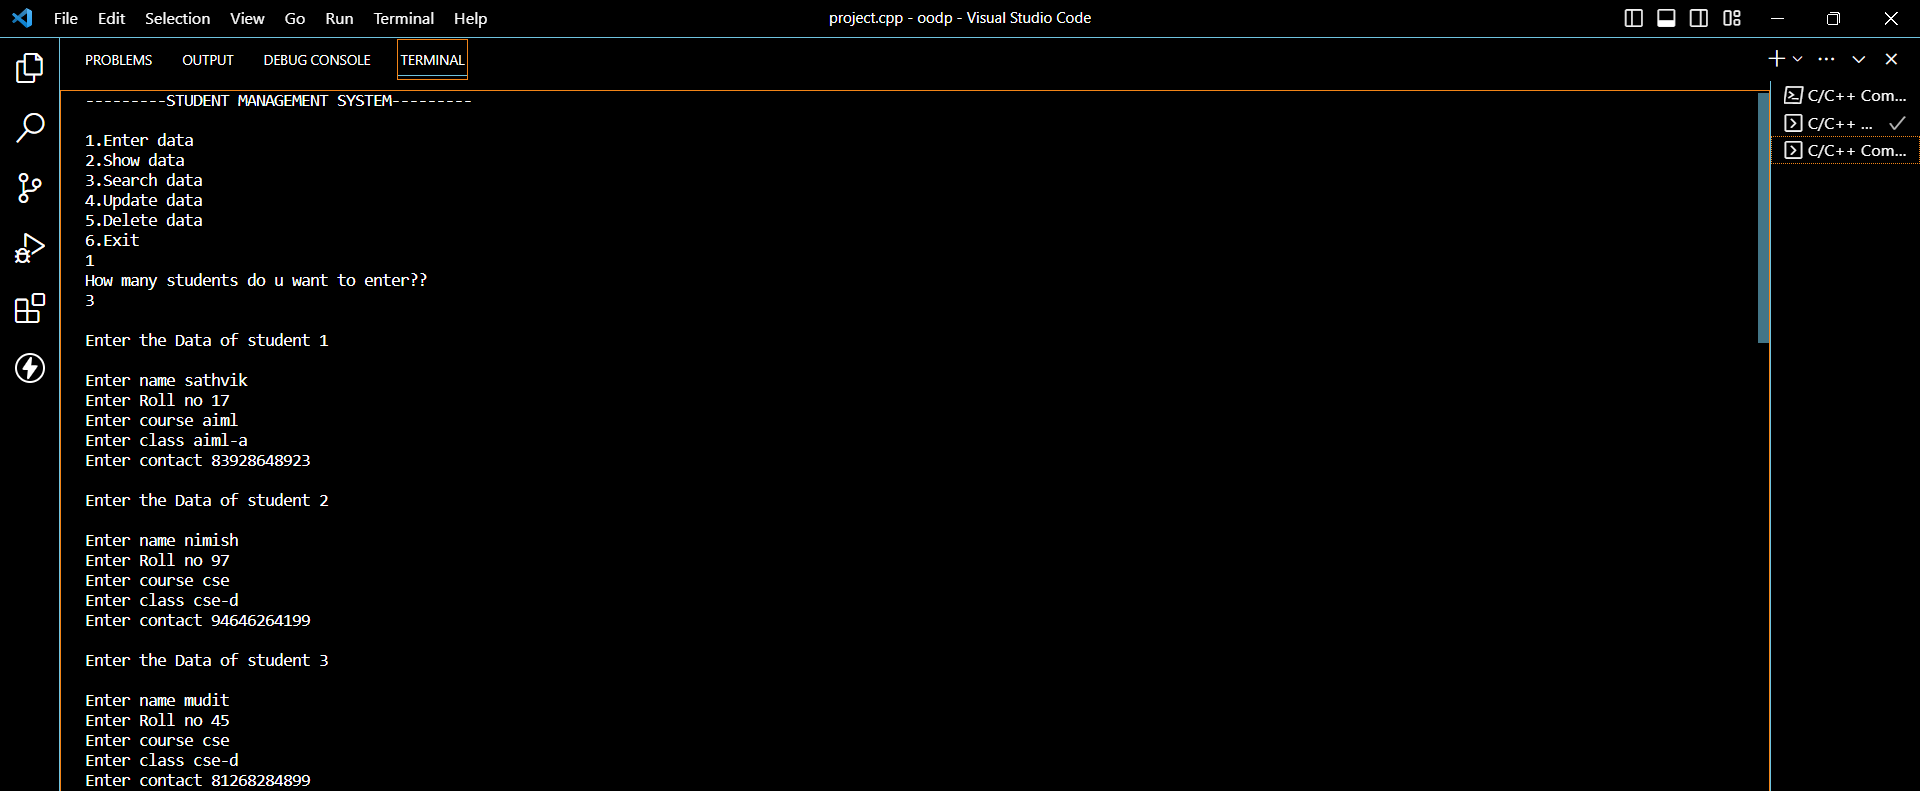 File Edit Selection View Go Run Terminal Help
project.cpp - oodp - Visual Studio Code
PROBLEMS OUTPUT DEBUG CONSOLE TERMINAL
---------STUDENT MANAGEMENT SYSTEM---------
1.Enter data
2.Show data
3.Search data
4.Update data
5.Delete data
6.Exit
1
How many students do u want to enter??
3
Enter the Data of student 1
Enter name sathvik
Enter Roll no 17
Enter course aiml
Enter class aiml-a
Enter contact 83928648923
Enter the Data of student 2
Enter name nimish
Enter Roll no 97
Enter course cse
Enter class cse-d
Enter contact 94646264199
Enter the Data of student 3
Enter name mudit
Enter Roll no 45
Enter course cse
Enter class cse-d
Enter contact 81268284899
C/C++ Com...
C/C++ ...
C/C++ Com...